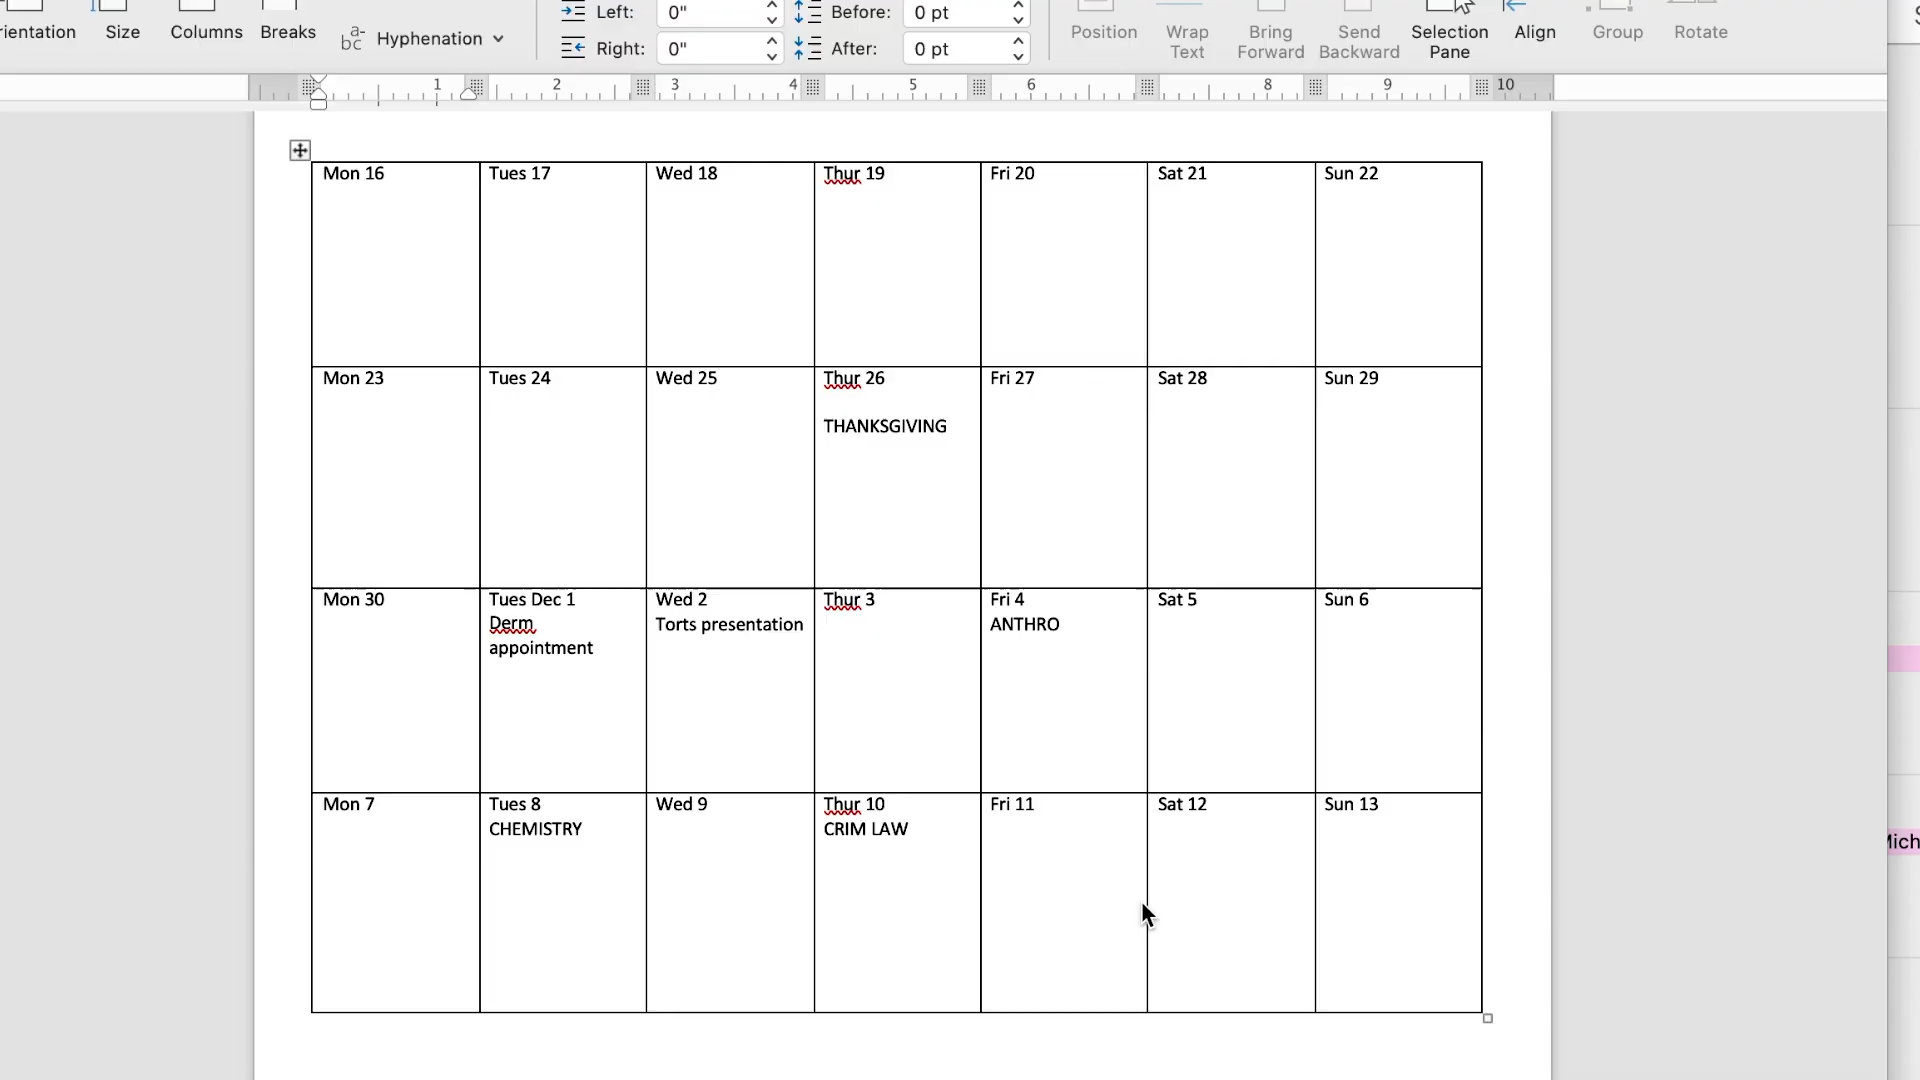 rientation Size Columns Breaks Hyphenation Left: 0" Before: 0 pt Position Wrap Text Bring Forward Send Backward Selection Pane Align Group Rotate
Right: 0" After: 0 pt
1 2 3 4 5 6 8 9 10
Mon 16 Tues 17 Wed 18 Thur 19 Fri 20 Sat 21 Sun 22
Mon 23 Tues 24 Wed 25 Thur 26 Fri 27 Sat 28 Sun 29
THANKSGIVING
Mon 30 Tues Dec 1 Wed 2 Thur 3 Fri 4 Sat 5 Sun 6
Derm Torts presentation ANTHRO
appointment
Mon 7 Tues 8 Wed 9 Thur 10 Fri 11 Sat 12 Sun 13
CHEMISTRY CRIM LAW
Mich